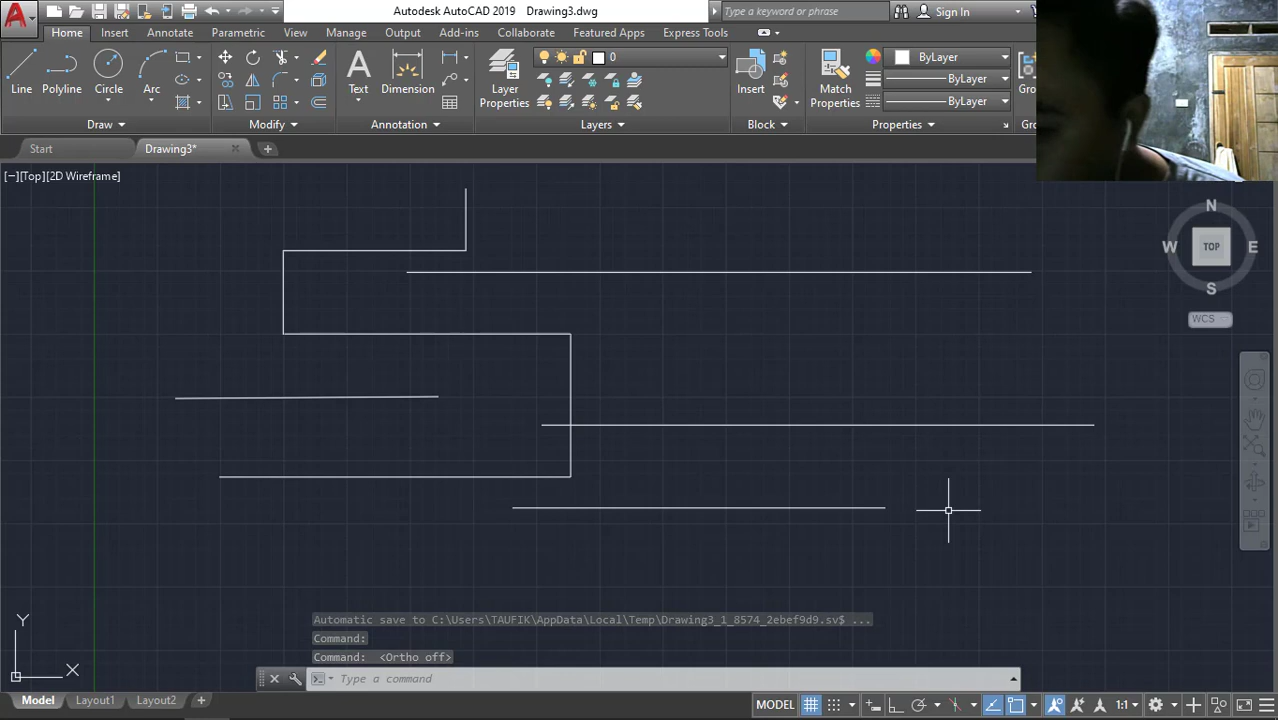 Autodesk AutoCAD 2019 Drawing3.dwg
Type a keyword or phrase
Sign In
Home Insert Annotate Parametric View Manage Output Add-ins Collaborate Featured Apps Express Tools
Line Polyline Circle Arc
Text Dimension
Layer Properties
0
Insert
Match Properties
ByLayer
ByLayer
ByLayer
Draw Modify Annotation Layers Block Properties
Start Drawing3*
[−][Top][2D Wireframe]
N
W TOP E
S
WCS
Automatic save to C:\Users\TAUFIK\AppData\Local\Temp\Drawing3_1_8574_2ebef9d9.sv$ ...
Command:
Command: <Ortho off>
Type a command
Y
X
Model Layout1 Layout2
MODEL
1:1